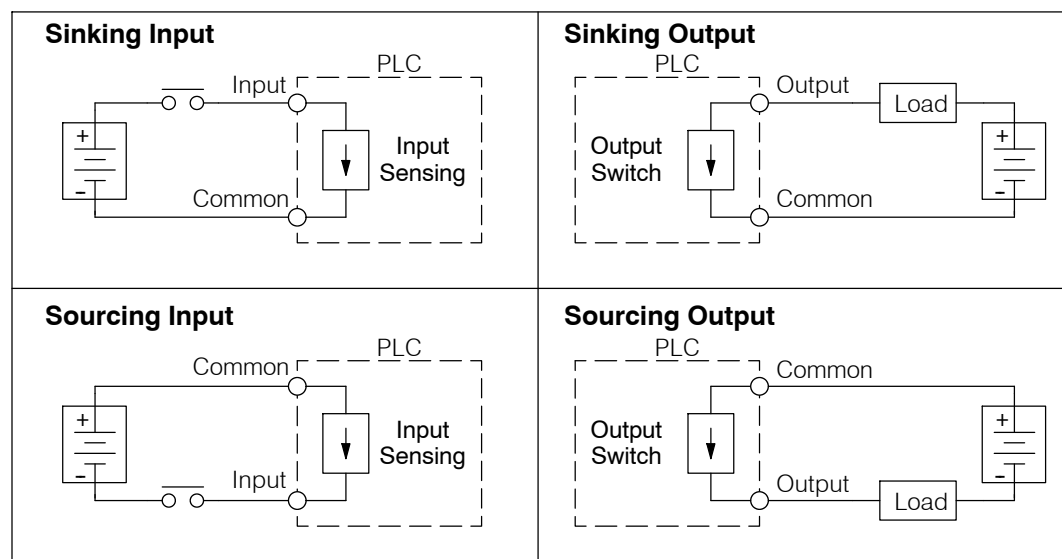 Sinking Input
PLC
Input
+
Input
Sensing
–
Common
Sinking Output
PLC
Output
Load
Output
Switch
+
–
Common
Sourcing Input
PLC
Common
+
Input
Sensing
–
Input
Sourcing Output
PLC
Common
Output
Switch
+
–
Output
Load